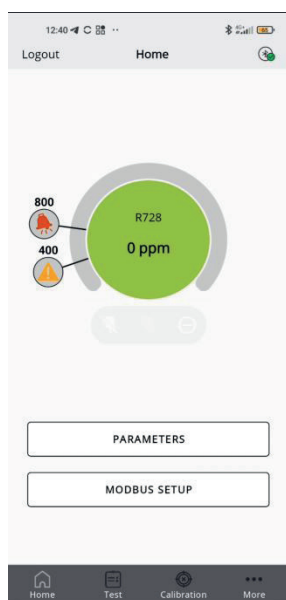 12:40
Logout Home
800
R728
400
0 ppm
PARAMETERS
MODBUS SETUP
Home Test Calibration More